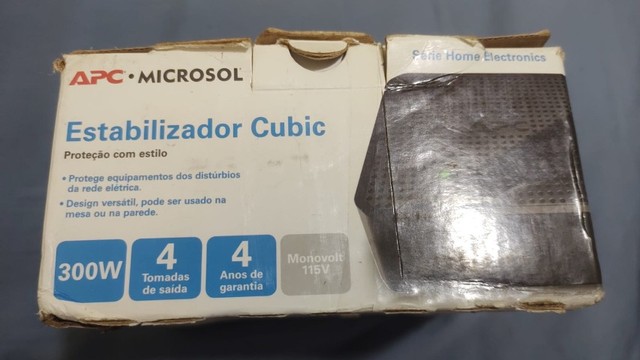 APC • MICROSOL
Série Home Electronics
Estabilizador Cubic
Proteção com estilo
• Protege equipamentos dos distúrbios
da rede elétrica.
• Design versátil, pode ser usado na
mesa ou na parede.
300W
4
Tomadas
de saída
4
Anos de
garantia
Monovolt
115V